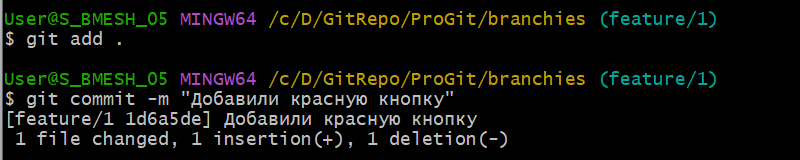 User@S_BMESH_05 MINGW64 /c/D/GitRepo/ProGit/branchies (feature/1)
$ git add .
User@S_BMESH_05 MINGW64 /c/D/GitRepo/ProGit/branchies (feature/1)
$ git commit -m "Добавили красную кнопку"
[feature/1 1d6a5de] Добавили красную кнопку
1 file changed, 1 insertion(+), 1 deletion(-)